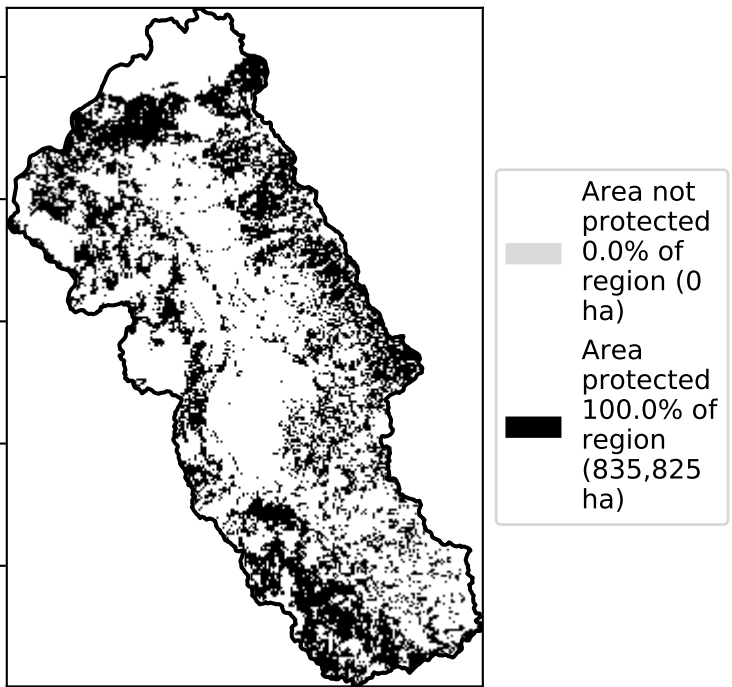 Area not
protected
0.0% of
region (0
ha)
Area
protected
100.0% of
region
(835,825
ha)